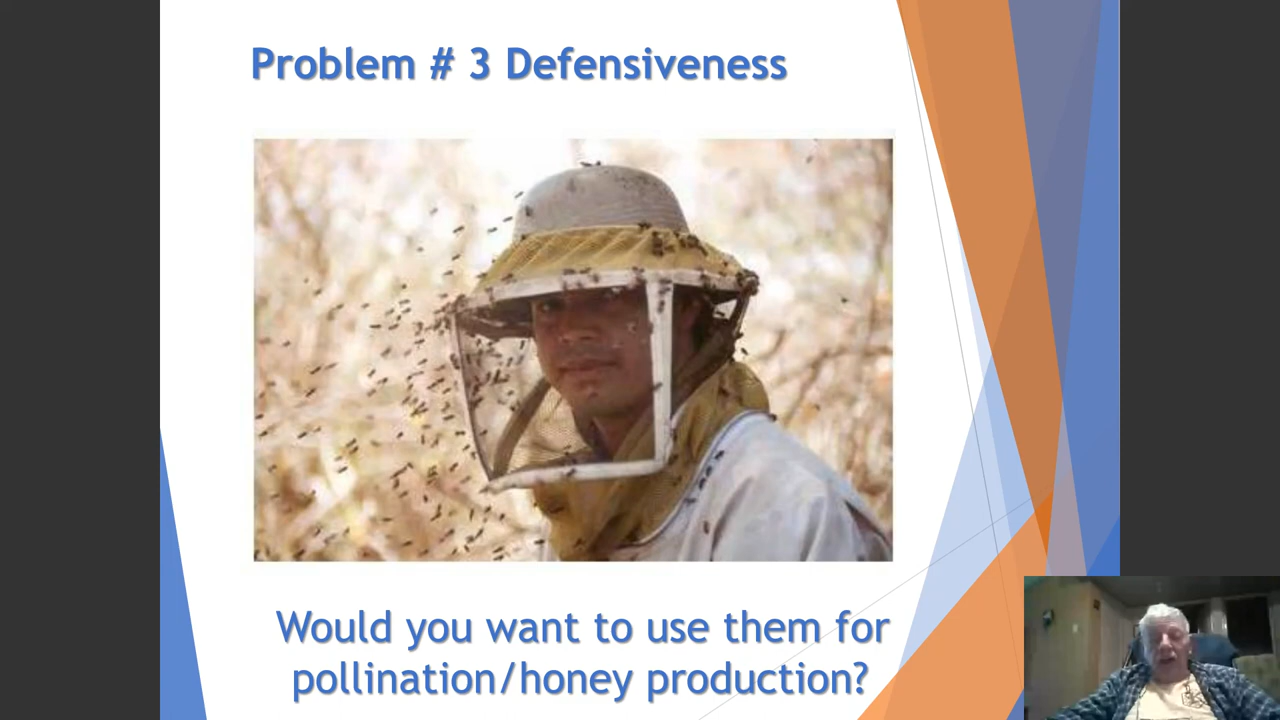 Problem # 3 Defensiveness
Would you want to use them for
pollination/honey production?